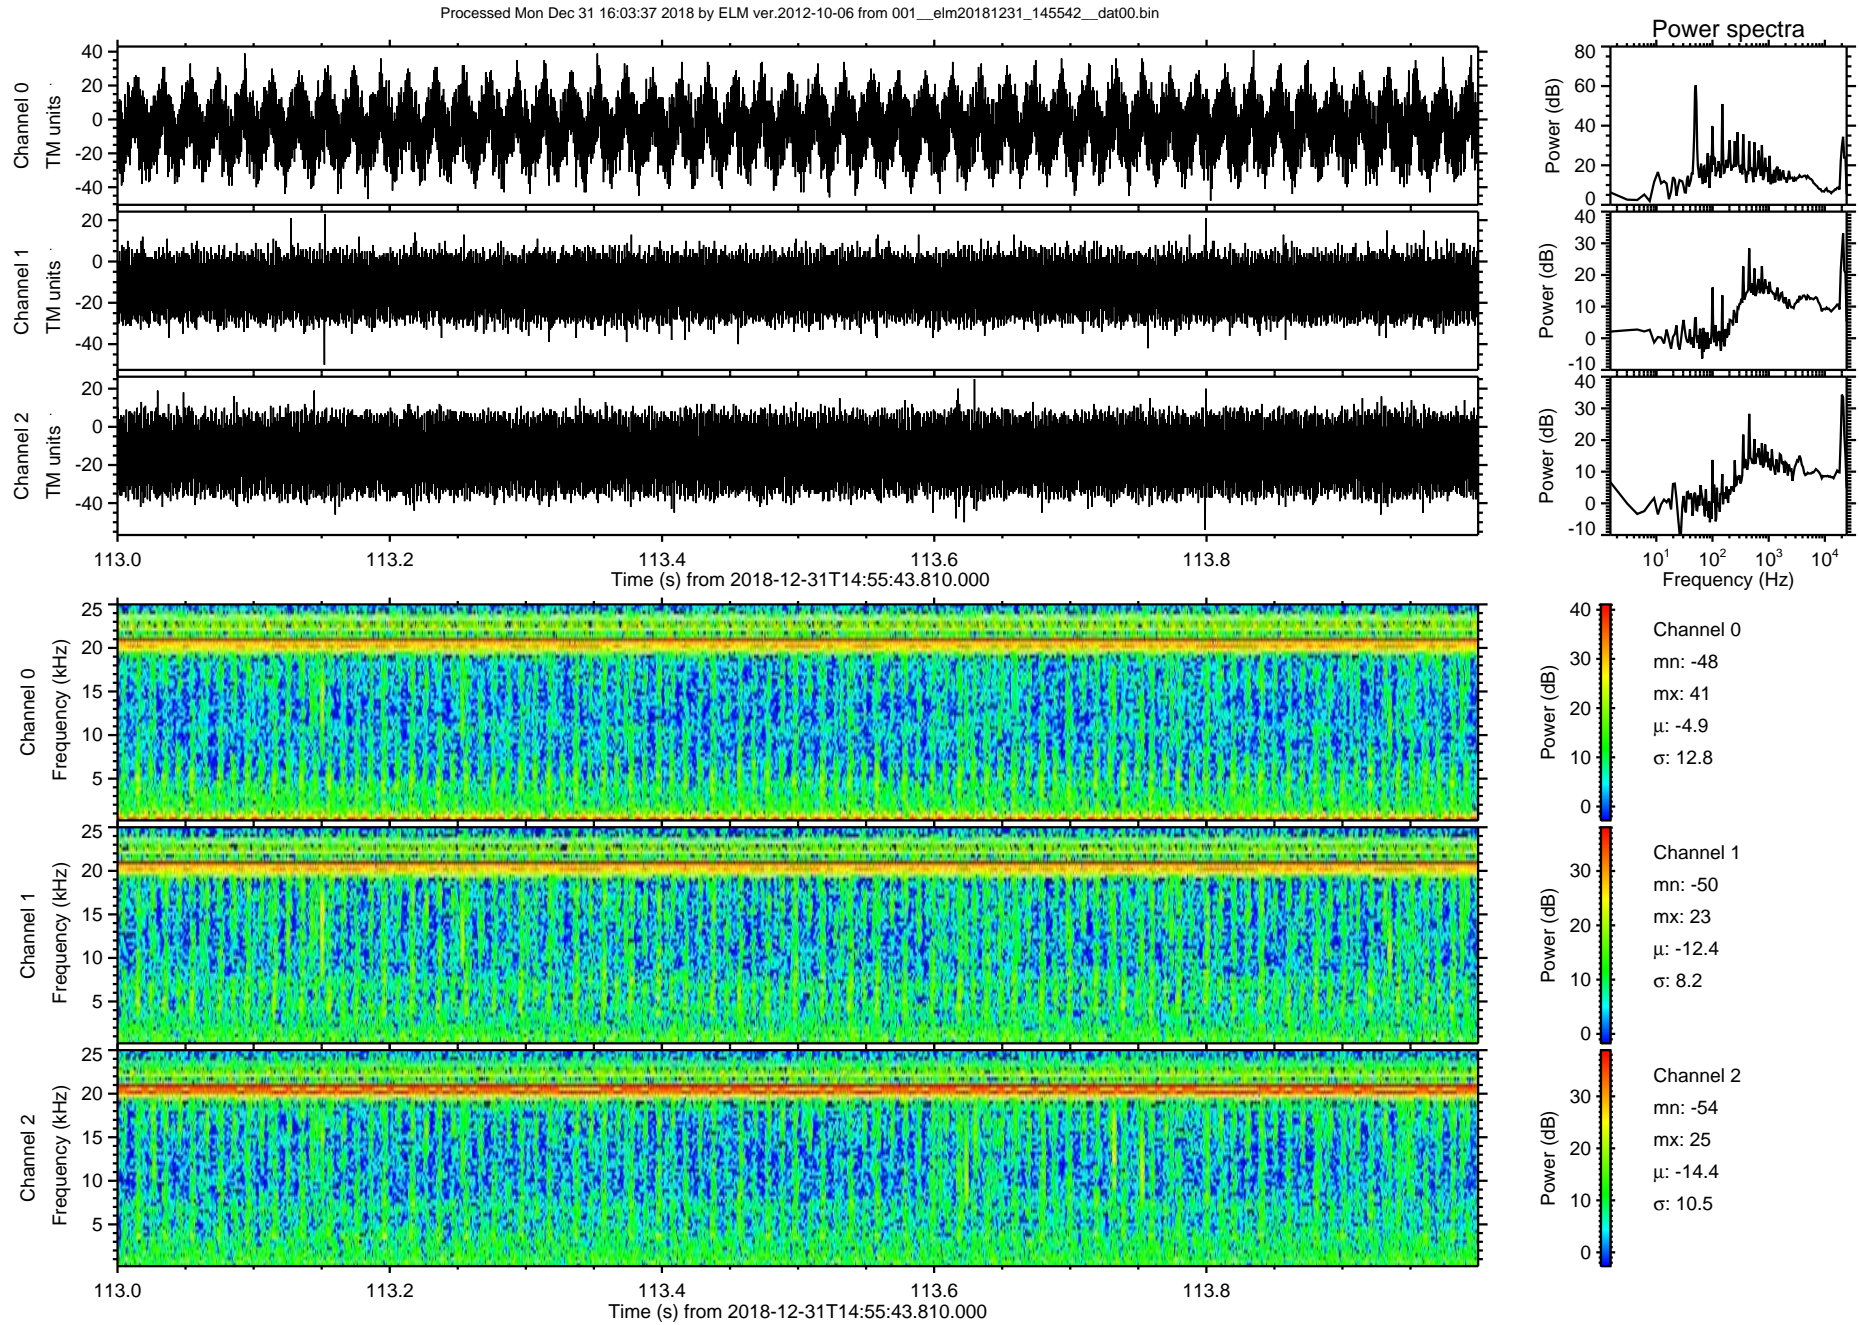 Processed Mon Dec 31 16:03:37 2018 by ELM ver.2012-10-06 from 001__elm20181231_145542__dat00.bin
Power spectra
Channel 0
TM units
40
20
0
-20
-40
Power (dB)
80
60
40
20
0
Channel 1
TM units
20
0
-20
-40
Power (dB)
40
30
20
10
0
-10
Channel 2
TM units
20
0
-20
-40
Power (dB)
40
30
20
10
0
-10
113.0 113.2 113.4 113.6 113.8
Time (s) from 2018-12-31T14:55:43.810.000
10¹ 10² 10³ 10⁴
Frequency (Hz)
Channel 0
Frequency (kHz)
25
20
15
10
5
Power (dB)
40
30
20
10
0
Channel 0
mn: -48
mx: 41
μ: -4.9
σ: 12.8
Channel 1
Frequency (kHz)
25
20
15
10
5
Power (dB)
30
20
10
0
Channel 1
mn: -50
mx: 23
μ: -12.4
σ: 8.2
Channel 2
Frequency (kHz)
25
20
15
10
5
Power (dB)
30
20
10
0
Channel 2
mn: -54
mx: 25
μ: -14.4
σ: 10.5
113.0 113.2 113.4 113.6 113.8
Time (s) from 2018-12-31T14:55:43.810.000